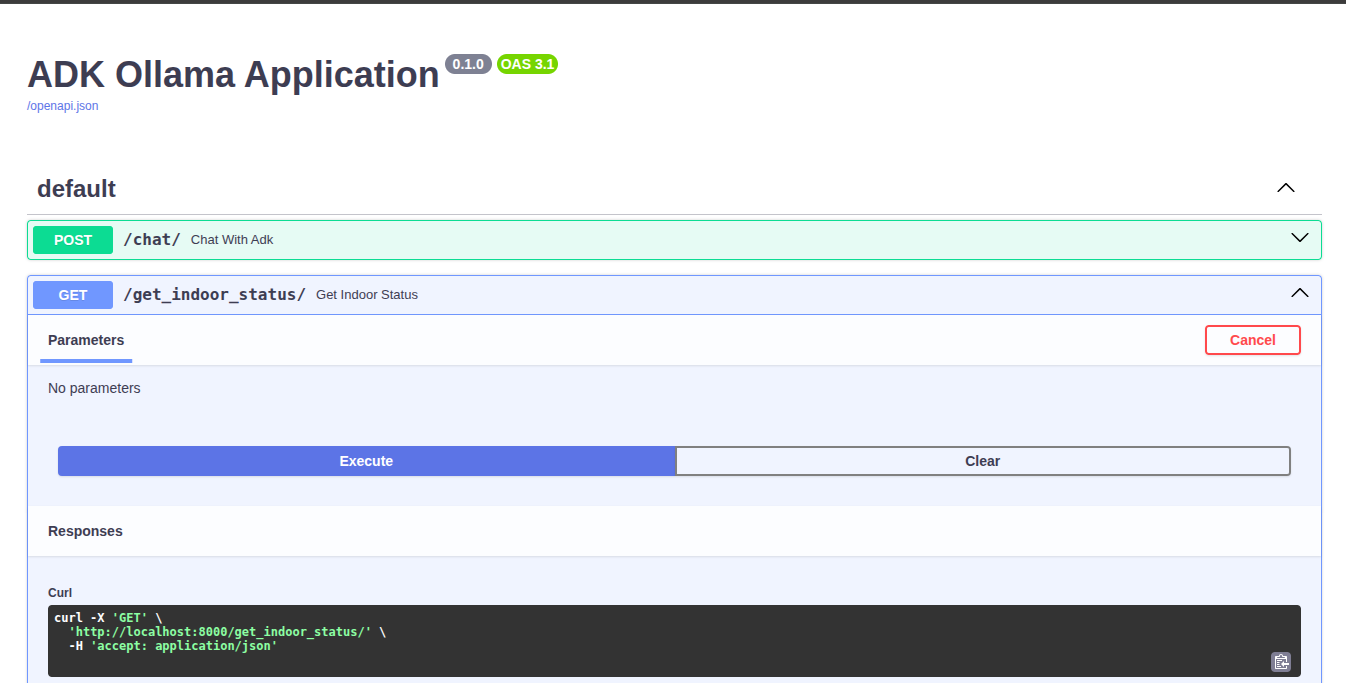 ADK Ollama Application 0.1.0 OAS 3.1
/openapi.json
default
POST /chat/ Chat With Adk
GET /get_indoor_status/ Get Indoor Status
Parameters Cancel
No parameters
Execute Clear
Responses
Curl
curl -X 'GET' \
  'http://localhost:8000/get_indoor_status/' \
  -H 'accept: application/json'